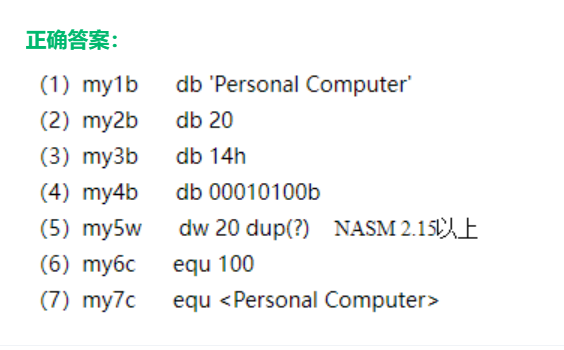 正确答案：
（1）my1b db 'Personal Computer'
（2）my2b db 20
（3）my3b db 14h
（4）my4b db 00010100b
（5）my5w dw 20 dup(?) NASM 2.15以上
（6）my6c equ 100
（7）my7c equ <Personal Computer>